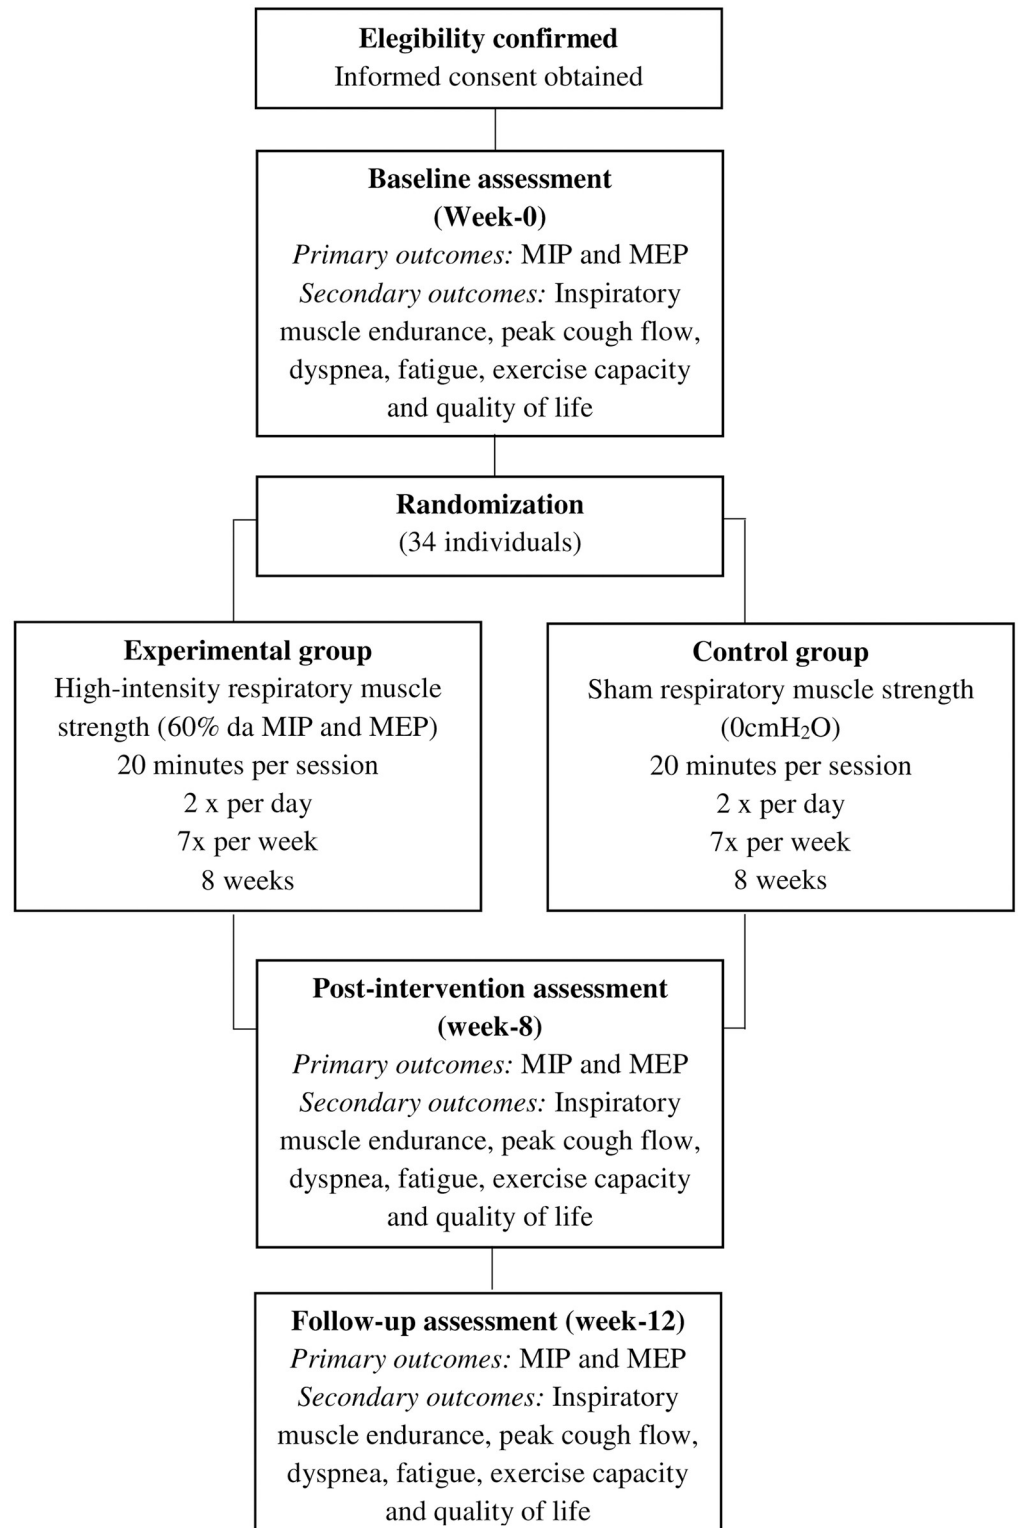 Elegibility confirmed
Informed consent obtained
Baseline assessment
(Week-0)
Primary outcomes: MIP and MEP
Secondary outcomes: Inspiratory
muscle endurance, peak cough flow,
dyspnea, fatigue, exercise capacity
and quality of life
Randomization
(34 individuals)
Experimental group
High-intensity respiratory muscle
strength (60% da MIP and MEP)
20 minutes per session
2 x per day
7x per week
8 weeks
Control group
Sham respiratory muscle strength
(0cmH₂O)
20 minutes per session
2 x per day
7x per week
8 weeks
Post-intervention assessment
(week-8)
Primary outcomes: MIP and MEP
Secondary outcomes: Inspiratory
muscle endurance, peak cough flow,
dyspnea, fatigue, exercise capacity
and quality of life
Follow-up assessment (week-12)
Primary outcomes: MIP and MEP
Secondary outcomes: Inspiratory
muscle endurance, peak cough flow,
dyspnea, fatigue, exercise capacity
and quality of life